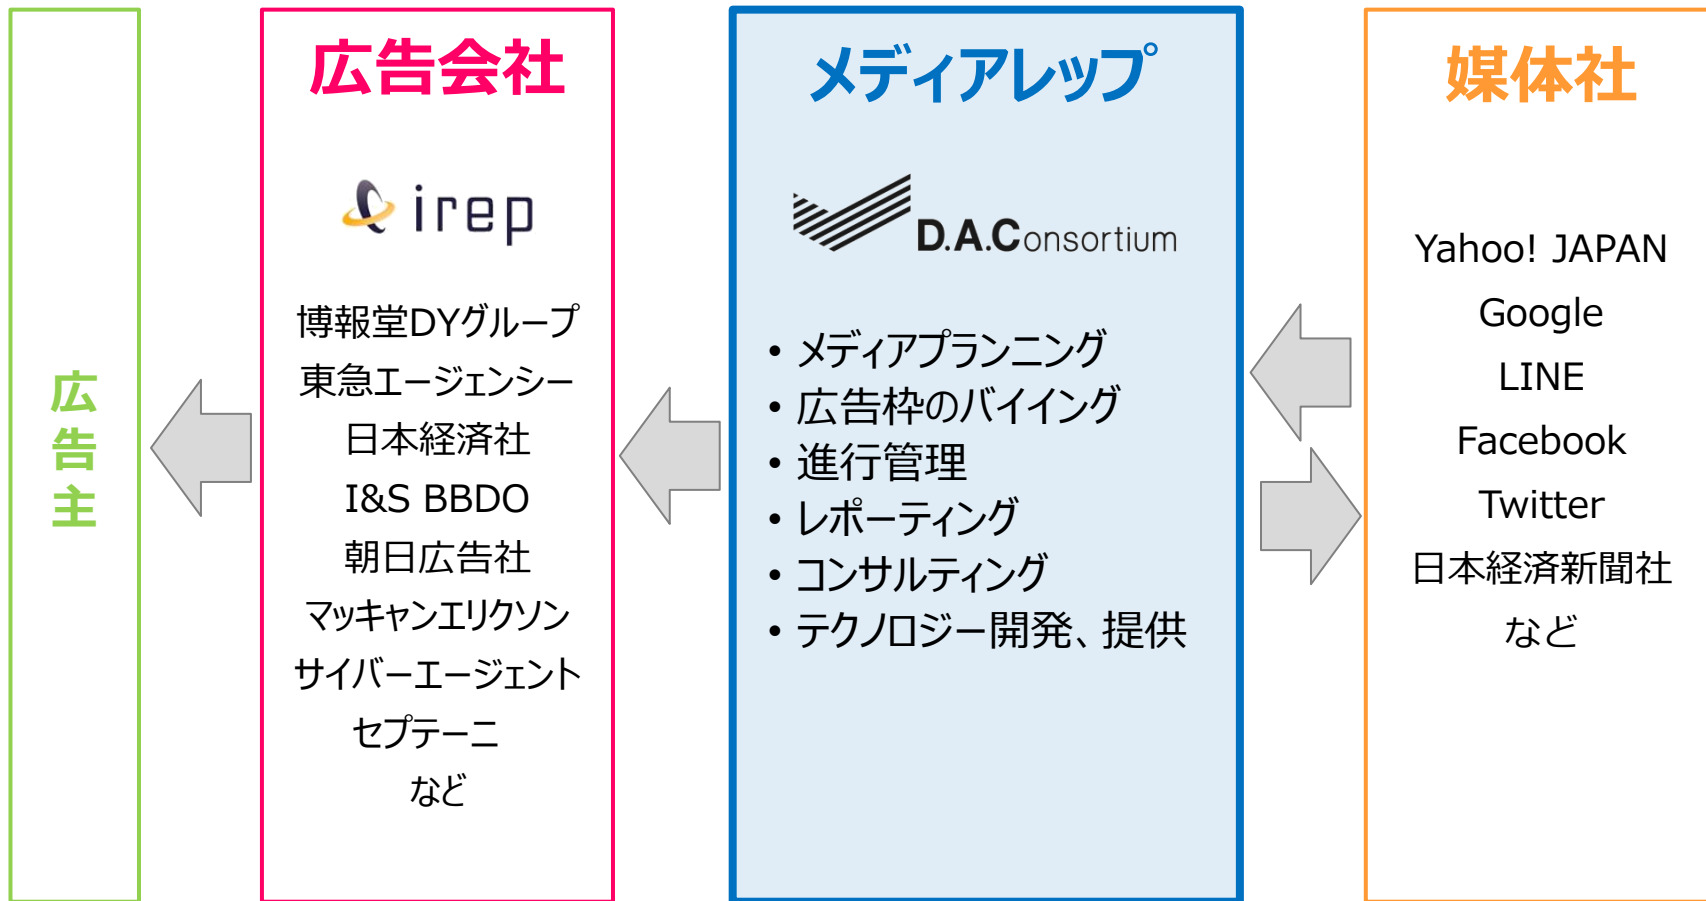 広告主
広告会社
irep
博報堂DYグループ
東急エージェンシー
日本経済社
I&S BBDO
朝日広告社
マッキャンエリクソン
サイバーエージェント
セプテーニ
など
メディアレップ
D.A.Consortium
• メディアプランニング
• 広告枠のバイイング
• 進行管理
• レポーティング
• コンサルティング
• テクノロジー開発、提供
媒体社
Yahoo! JAPAN
Google
LINE
Facebook
Twitter
日本経済新聞社
など